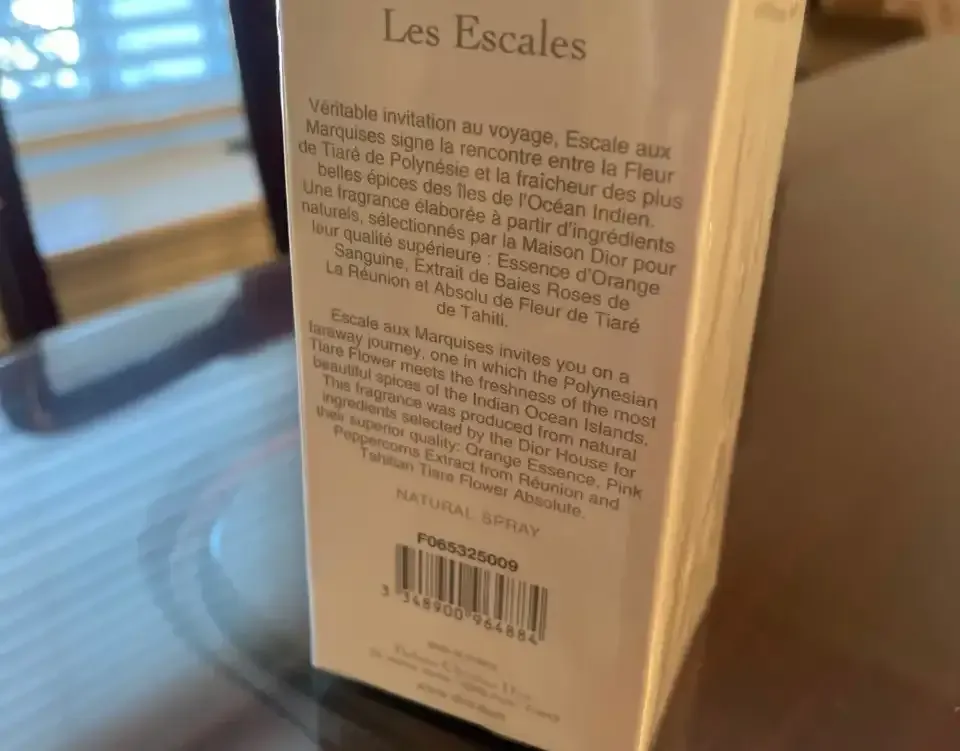 Les Escales
Véritable invitation au voyage, Escale aux
Marquises signe la rencontre entre la Fleur
de Tiaré de Polynésie et la fraîcheur des plus
belles épices des îles de l'Océan Indien.
Une fragrance élaborée à partir d'ingrédients
naturels, sélectionnés par la Maison Dior pour
leur qualité supérieure : Essence d'Orange
Sanguine, Extrait de Baies Roses de
La Réunion et Absolu de Fleur de Tiaré
de Tahiti.
Escale aux Marquises invites you on a
faraway journey, one in which the Polynesian
Tiare Flower meets the freshness of the most
beautiful spices of the Indian Ocean Islands.
This fragrance was produced from natural
ingredients selected by the Dior House for
their superior quality: Orange Essence, Pink
Peppercorns Extract from Réunion and
Tahitian Tiare Flower Absolute.
NATURAL SPRAY
F065325009
3 348900 964884